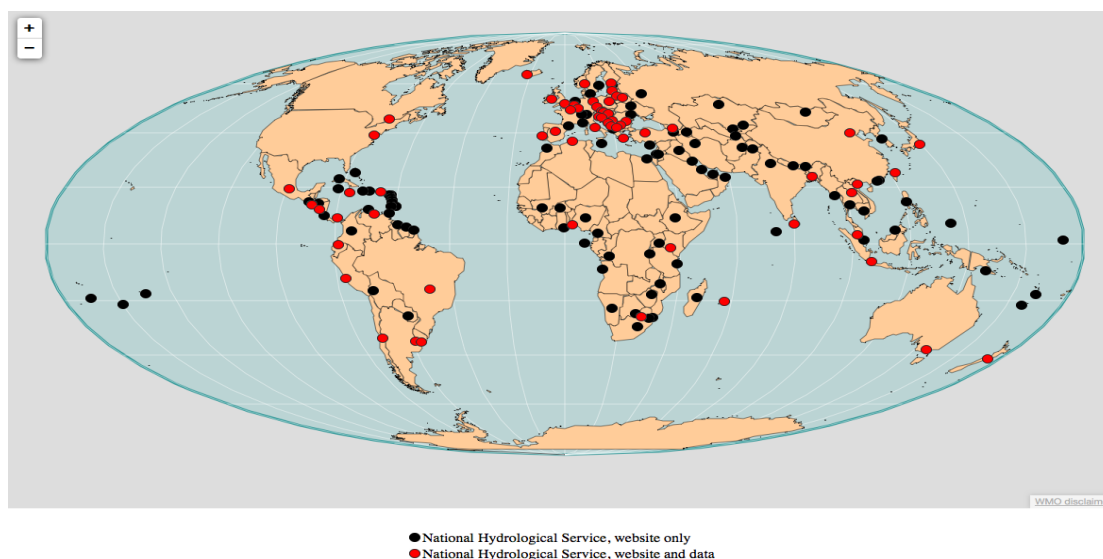 +
−
WMO disclaim
National Hydrological Service, website only
National Hydrological Service, website and data